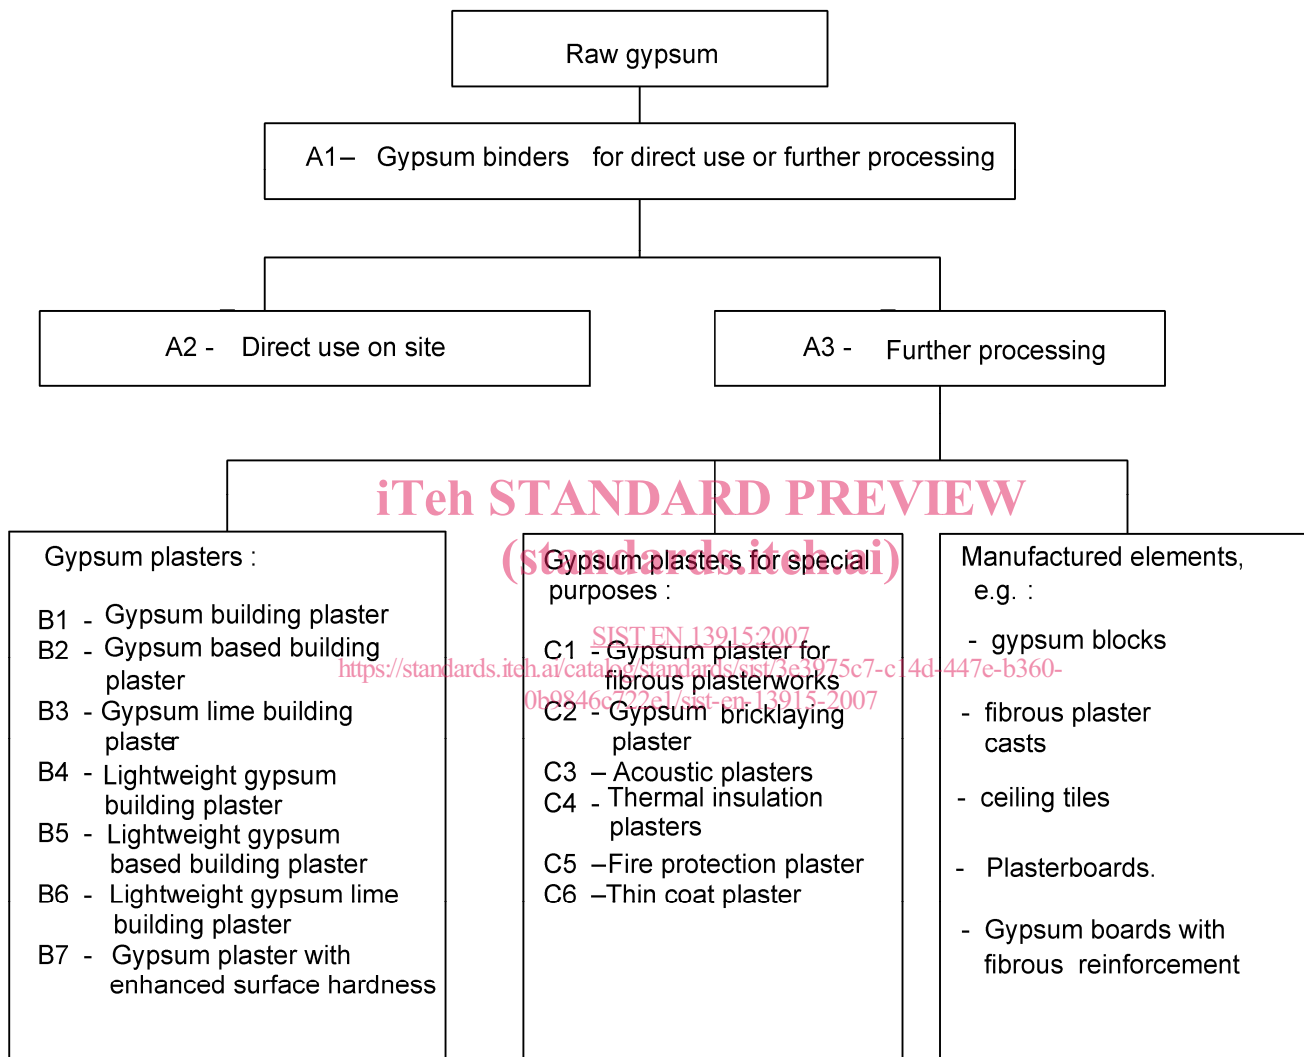 Raw gypsum
A1– Gypsum binders for direct use or further processing
A2 - Direct use on site
A3 - Further processing
iTeh STANDARD PREVIEW
(standards.iteh.ai)
SIST EN 13915:2007
https://standards.iteh.ai/catalog/standards/sist/3e3975c7-c14d-447e-b360-
0b9846c722e1/sist-en-13915-2007
Gypsum plasters :
B1 - Gypsum building plaster
B2 - Gypsum based building
plaster
B3 - Gypsum lime building
plaster
B4 - Lightweight gypsum
building plaster
B5 - Lightweight gypsum
based building plaster
B6 - Lightweight gypsum lime
building plaster
B7 - Gypsum plaster with
enhanced surface hardness
Gypsum plasters for special
purposes :
C1 - Gypsum plaster for
fibrous plasterworks
C2 - Gypsum bricklaying
plaster
C3 – Acoustic plasters
C4 - Thermal insulation
plasters
C5 –Fire protection plaster
C6 –Thin coat plaster
Manufactured elements,
e.g. :
- gypsum blocks
- fibrous plaster
casts
- ceiling tiles
- Plasterboards.
- Gypsum boards with
fibrous reinforcement